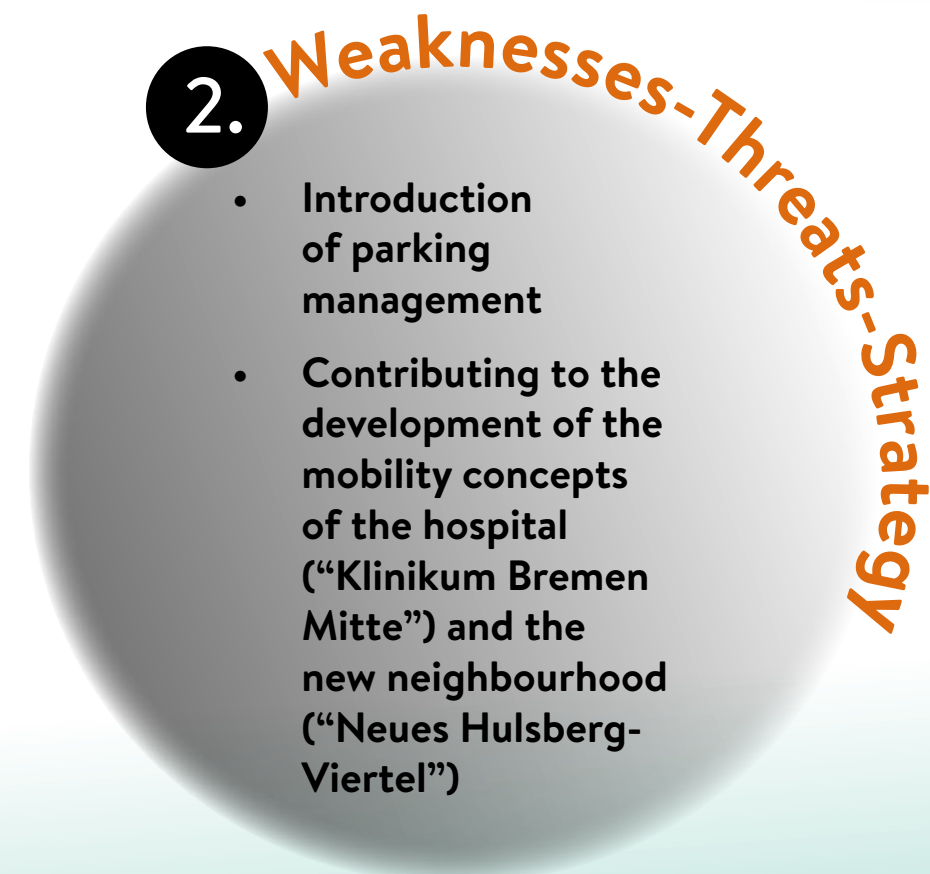 2.
Weaknesses-Threats-Strategy
• Introduction
of parking
management
• Contributing to the
development of the
mobility concepts
of the hospital
(“Klinikum Bremen
Mitte”) and the
new neighbourhood
(“Neues Hulsberg-
Viertel”)